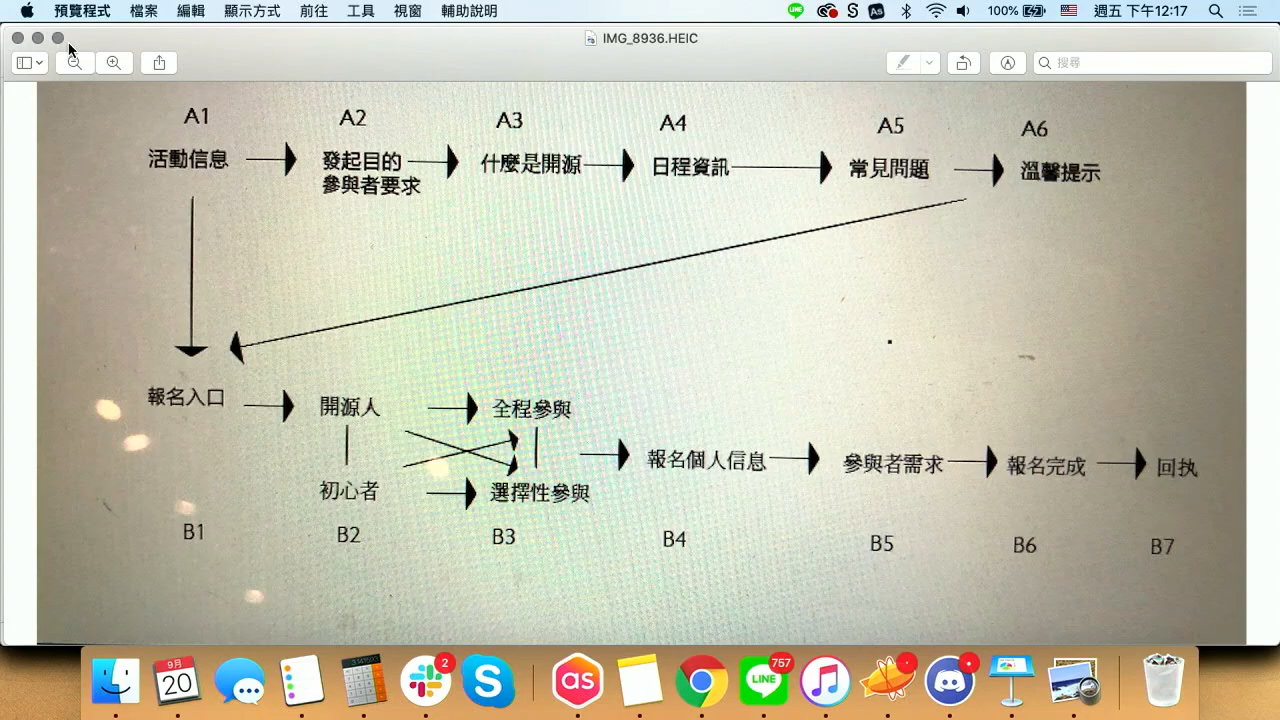 預覽程式 檔案 編輯 顯示方式 前往 工具 視窗 輔助說明 LINE S As 100% 週五 下午12:17
IMG_8936.HEIC
搜尋
A1 A2 A3 A4 A5 A6
活動信息 發起目的 什麼是開源 日程資訊 常見問題 溫馨提示
參與者要求
報名入口 開源人 全程參與
報名個人信息 參與者需求 報名完成 回执
初心者 選擇性參與
B1 B2 B3 B4 B5 B6 B7
9月
20
2
S
as
LINE
757